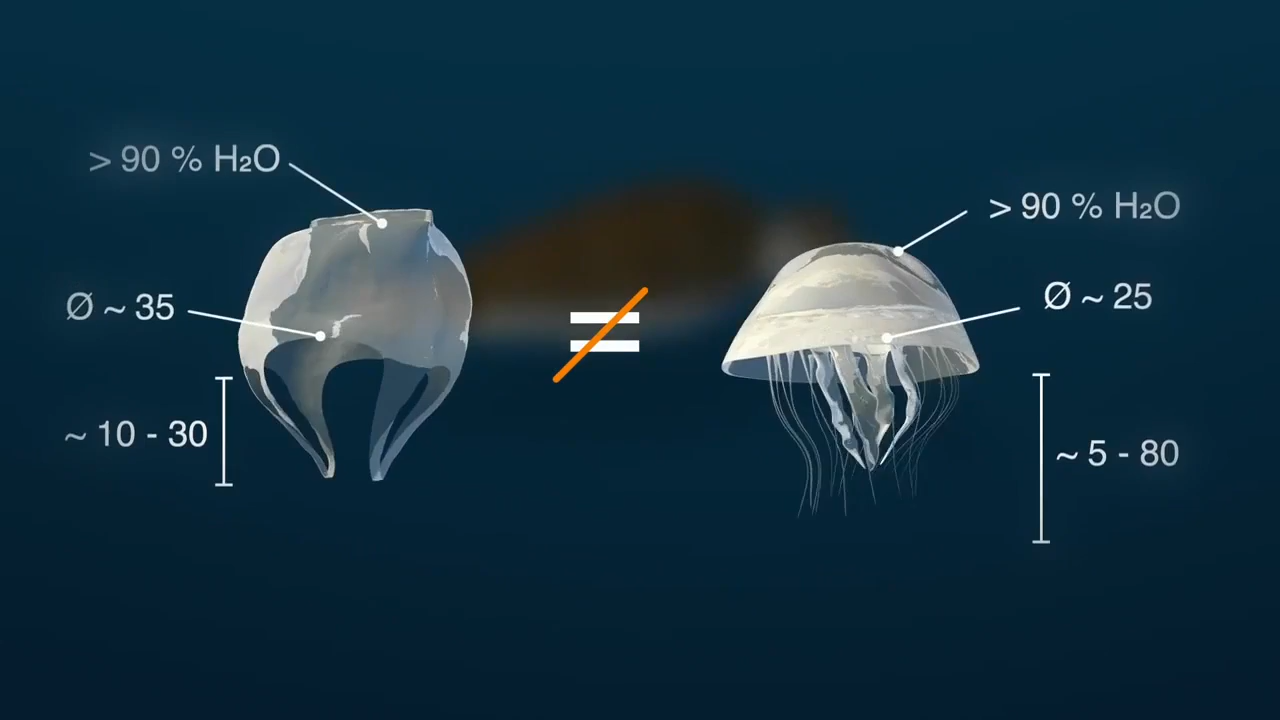 > 90 % H₂O
Ø ~ 35
~ 10 - 30
≠
> 90 % H₂O
Ø ~ 25
~ 5 - 80